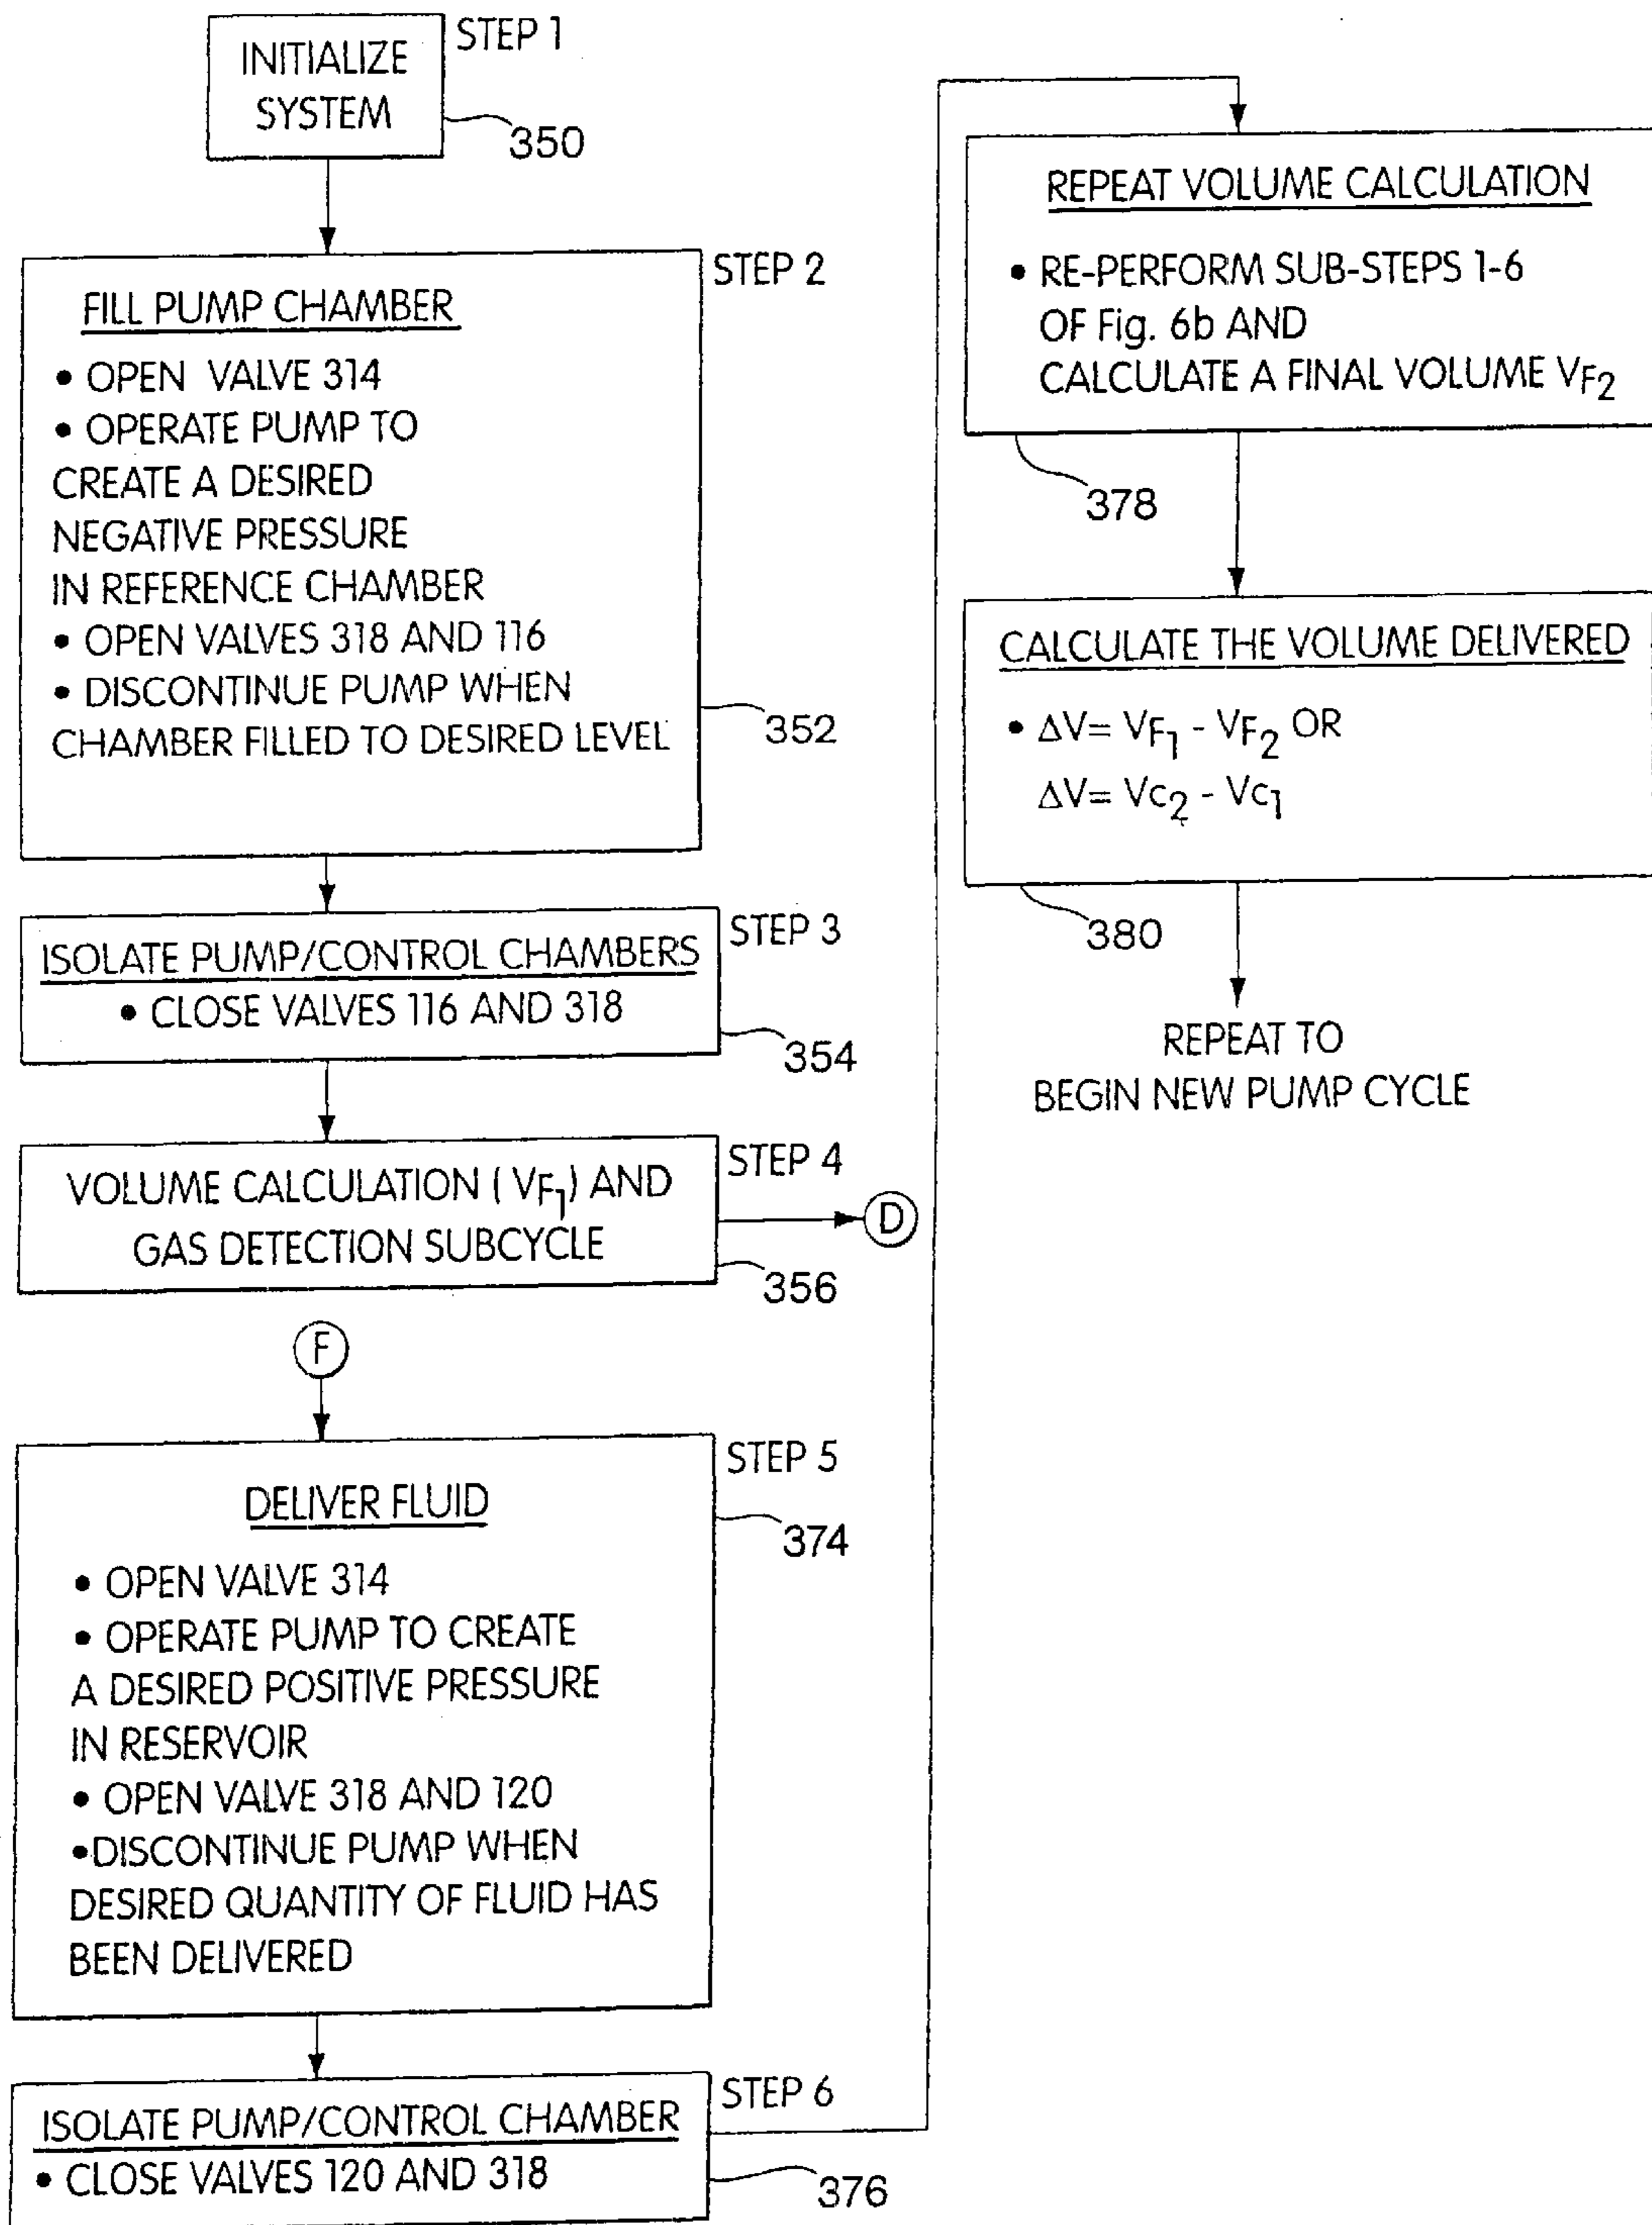 STEP 1
INITIALIZE
SYSTEM
350
STEP 2
FILL PUMP CHAMBER
• OPEN VALVE 314
• OPERATE PUMP TO
CREATE A DESIRED
NEGATIVE PRESSURE
IN REFERENCE CHAMBER
• OPEN VALVES 318 AND 116
• DISCONTINUE PUMP WHEN
CHAMBER FILLED TO DESIRED LEVEL
352
STEP 3
ISOLATE PUMP/CONTROL CHAMBERS
• CLOSE VALVES 116 AND 318
354
STEP 4
VOLUME CALCULATION ( VF1) AND
GAS DETECTION SUBCYCLE
D
356
F
STEP 5
DELIVER FLUID
374
• OPEN VALVE 314
• OPERATE PUMP TO CREATE
A DESIRED POSITIVE PRESSURE
IN RESERVOIR
• OPEN VALVE 318 AND 120
•DISCONTINUE PUMP WHEN
DESIRED QUANTITY OF FLUID HAS
BEEN DELIVERED
STEP 6
ISOLATE PUMP/CONTROL CHAMBER
• CLOSE VALVES 120 AND 318
376
REPEAT VOLUME CALCULATION
• RE-PERFORM SUB-STEPS 1-6
OF Fig. 6b AND
CALCULATE A FINAL VOLUME VF2
378
CALCULATE THE VOLUME DELIVERED
• ΔV= VF1 - VF2 OR
ΔV= VC2 - VC1
380
REPEAT TO
BEGIN NEW PUMP CYCLE